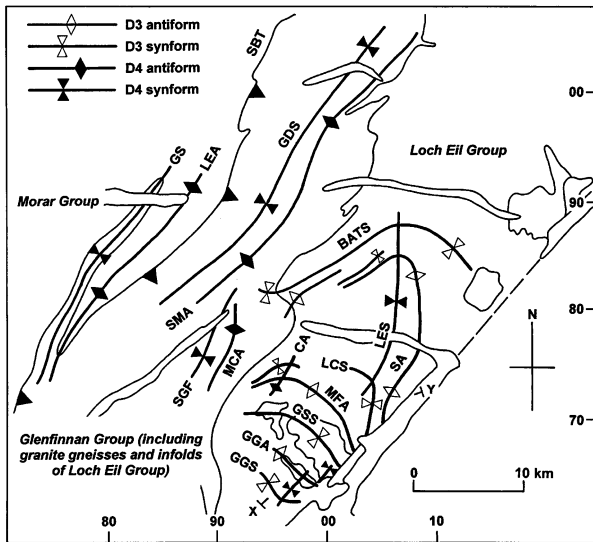 D3 antiform
D3 synform
D4 antiform
D4 synform
SBT
GDS
00
Loch Eil Group
GS
LEA
Morar Group
90
BATS
SMA
80
N
LES
CA
LCS
SA
MCA
SGF
MFA
Y
GSS
70
Glenfinnan Group (including
granite gneisses and infolds
of Loch Eil Group)
GGA
GGS
X
0
10 km
80
90
00
10